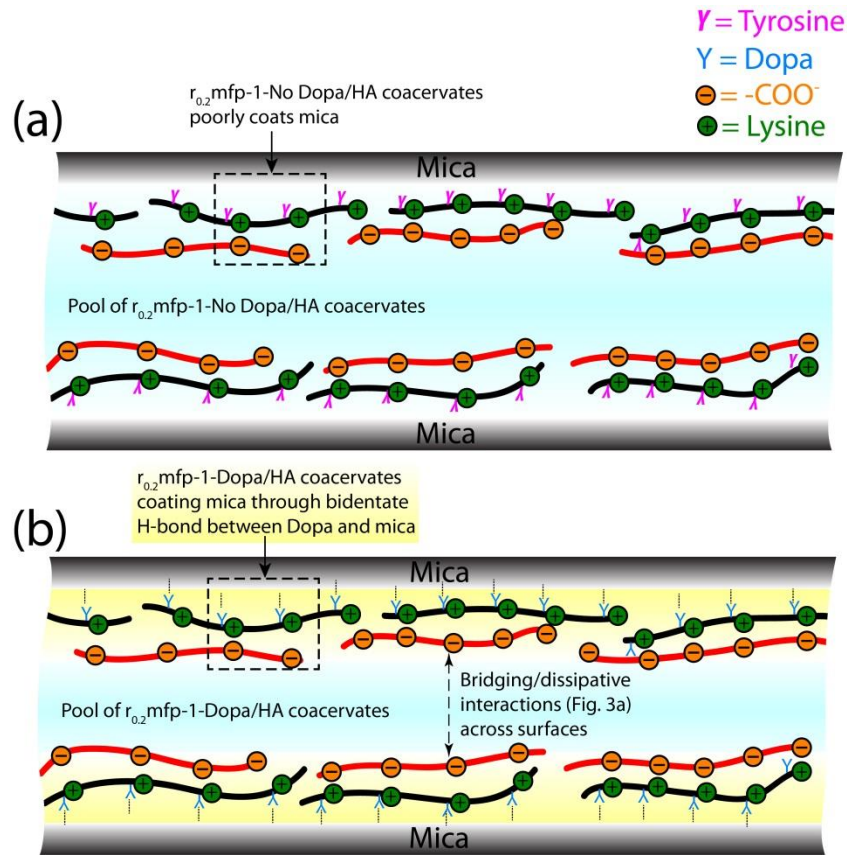 Y = Tyrosine
Y = Dopa
− = -COO⁻
+ = Lysine
(a)
r₀.₂mfp-1-No Dopa/HA coacervates
poorly coats mica
Mica
Pool of r₀.₂mfp-1-No Dopa/HA coacervates
Mica
r₀.₂mfp-1-Dopa/HA coacervates
coating mica through bidentate
H-bond between Dopa and mica
(b)
Mica
Bridging/dissipative
interactions (Fig. 3a)
across surfaces
Pool of r₀.₂mfp-1-Dopa/HA coacervates
Mica